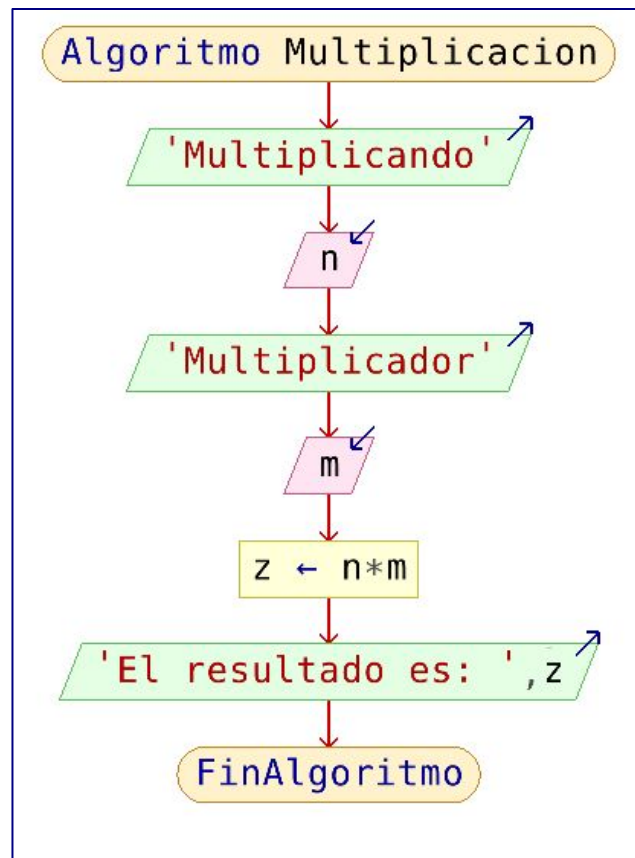 Algoritmo Multiplicacion
'Multiplicando'
n
'Multiplicador'
m
z ← n*m
'El resultado es: ',z
FinAlgoritmo